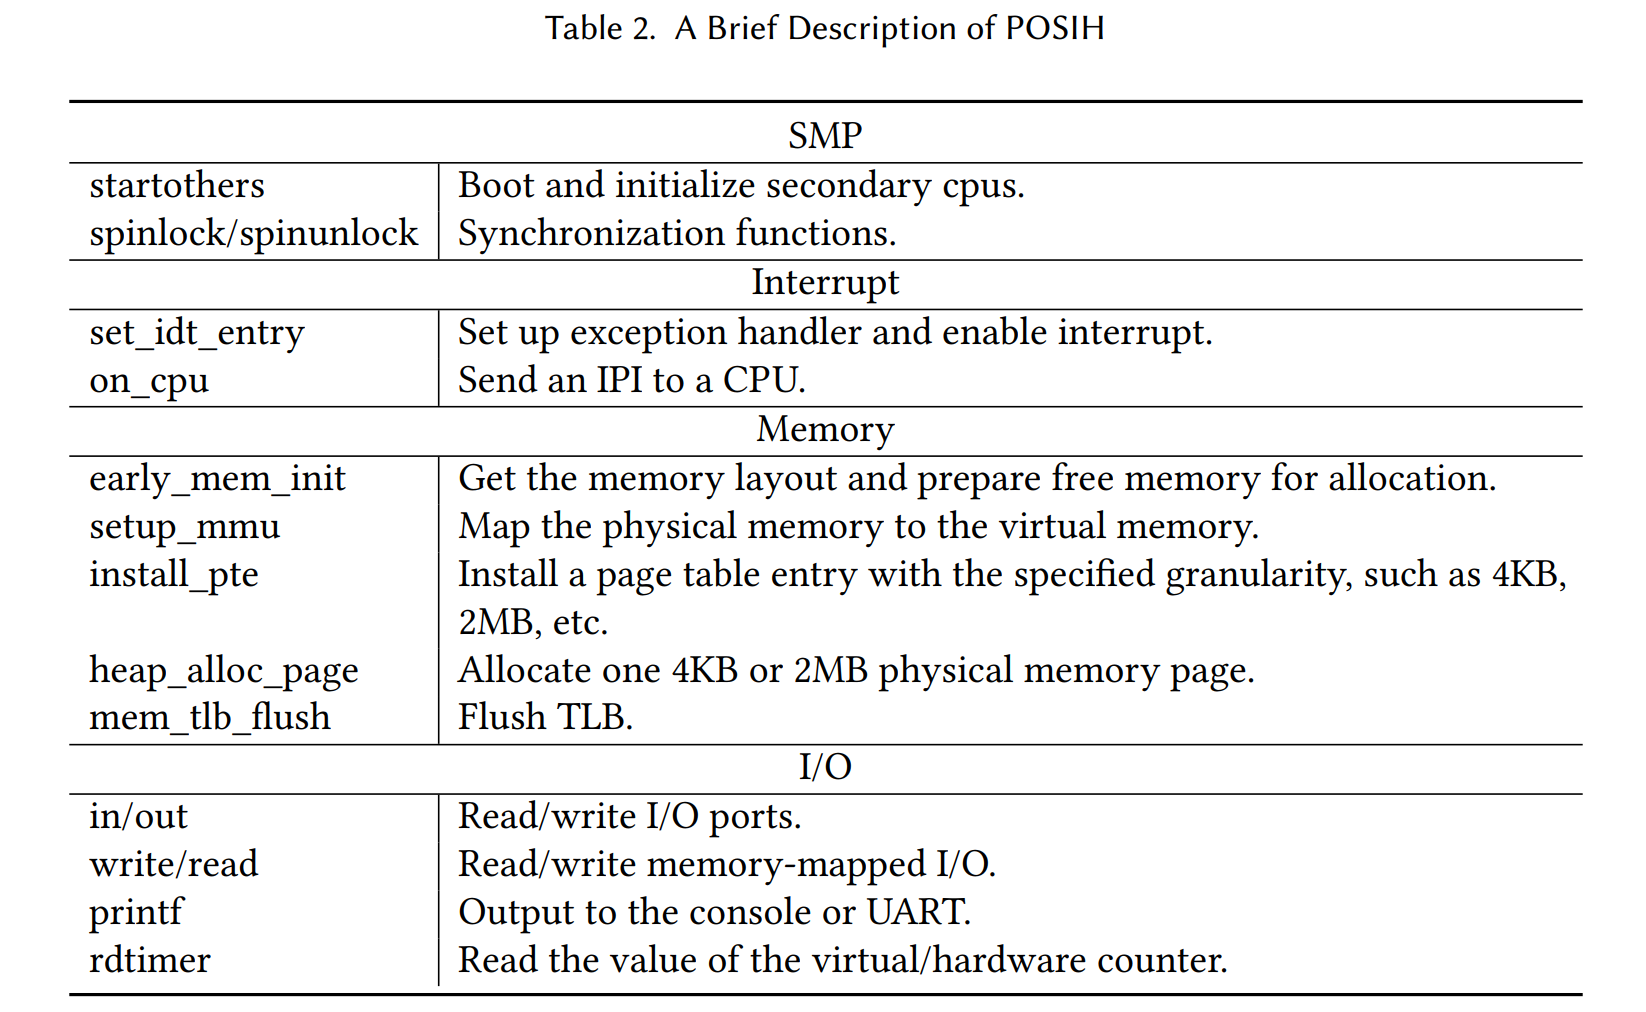 Table 2. A Brief Description of POSIH
SMP
startothers Boot and initialize secondary cpus.
spinlock/spinunlock Synchronization functions.
Interrupt
set_idt_entry Set up exception handler and enable interrupt.
on_cpu Send an IPI to a CPU.
Memory
early_mem_init Get the memory layout and prepare free memory for allocation.
setup_mmu Map the physical memory to the virtual memory.
install_pte Install a page table entry with the specified granularity, such as 4KB,
2MB, etc.
heap_alloc_page Allocate one 4KB or 2MB physical memory page.
mem_tlb_flush Flush TLB.
I/O
in/out Read/write I/O ports.
write/read Read/write memory-mapped I/O.
printf Output to the console or UART.
rdtimer Read the value of the virtual/hardware counter.